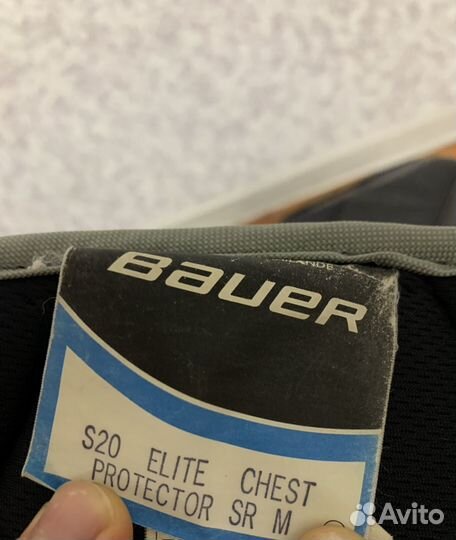 BAUER
S20 ELITE CHEST
PROTECTOR SR M
Avito